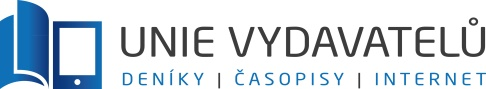 UNIE VYDAVATELŮ
DENÍKY | ČASOPISY | INTERNET